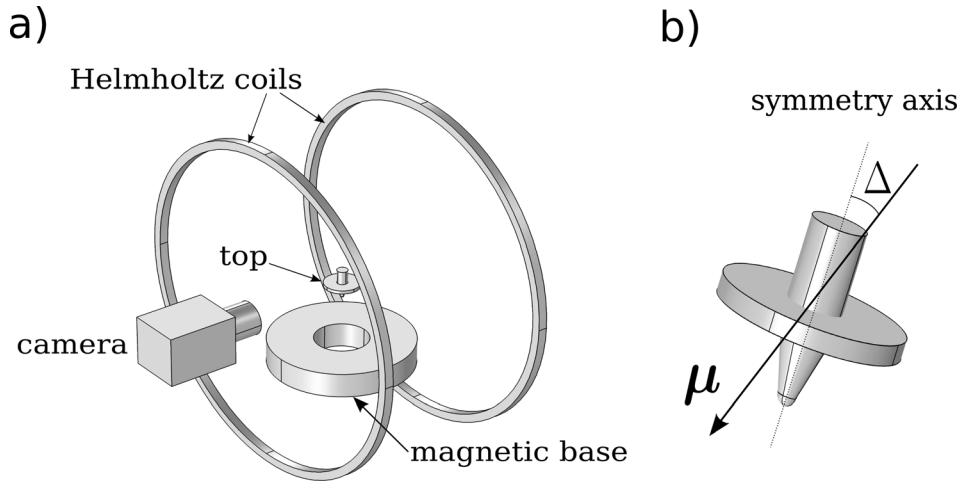 a)
Helmholtz coils
top
camera
magnetic base
b)
symmetry axis
Δ
μ